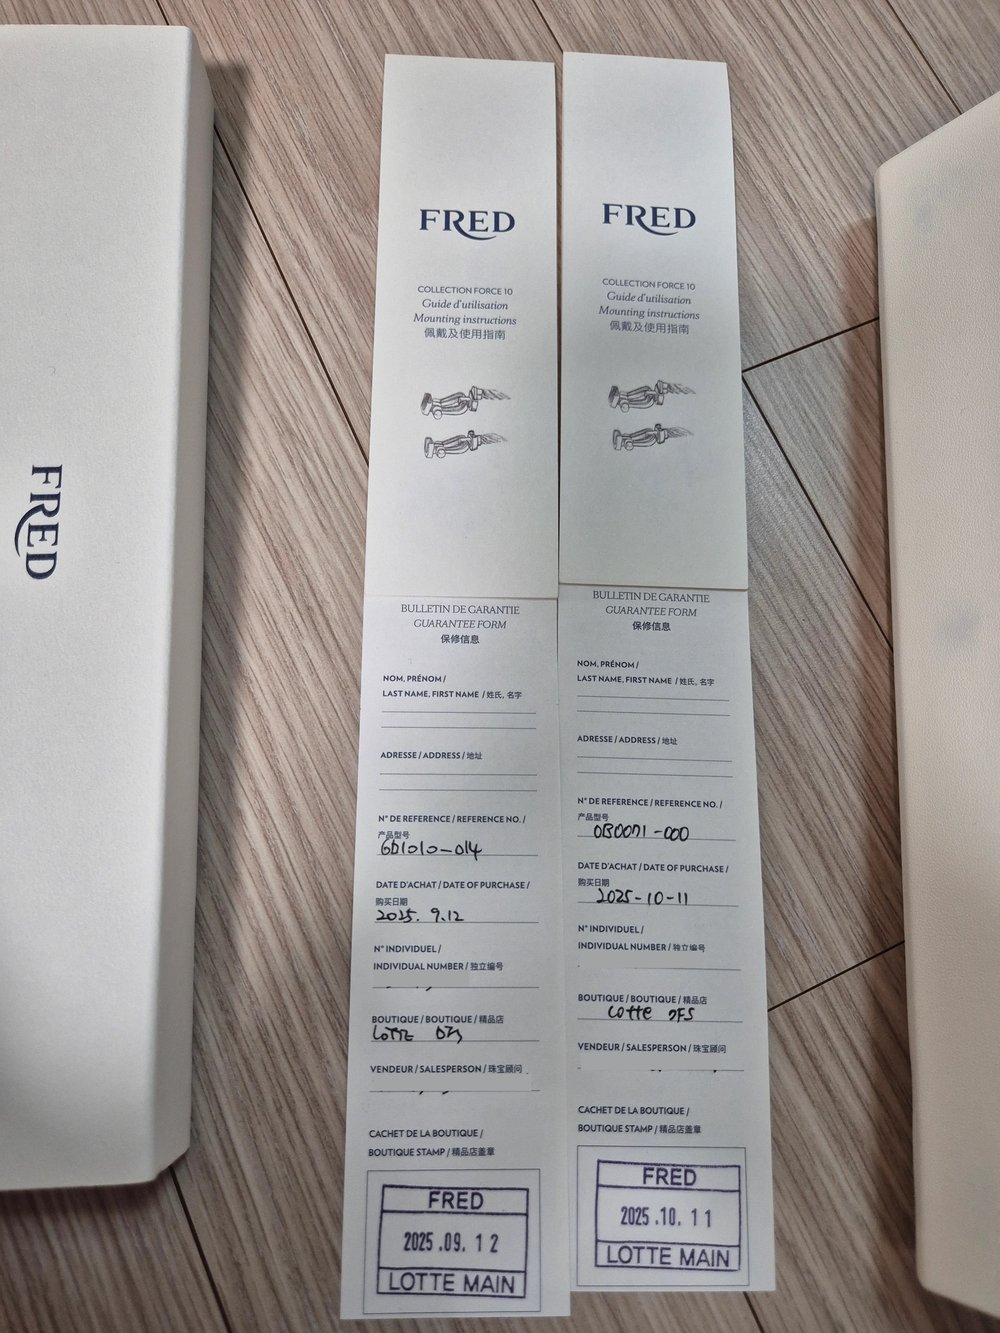 FRED
FRED
COLLECTION FORCE 10
Guide d'utilisation
Mounting instructions
佩戴及使用指南
BULLETIN DE GARANTIE
GUARANTEE FORM
保修信息
NOM, PRÉNOM /
LAST NAME, FIRST NAME / 姓氏, 名字
ADRESSE / ADDRESS / 地址
N° DE REFERENCE / REFERENCE NO. /
产品型号
6B1010-014
DATE D'ACHAT / DATE OF PURCHASE /
购买日期
2025. 9.12
N° INDIVIDUEL /
INDIVIDUAL NUMBER / 独立编号
BOUTIQUE / BOUTIQUE / 精品店
LOTTE DFS
VENDEUR / SALESPERSON / 珠宝顾问
CACHET DE LA BOUTIQUE /
BOUTIQUE STAMP / 精品店盖章
FRED
2025.09.12
LOTTE MAIN
FRED
COLLECTION FORCE 10
Guide d'utilisation
Mounting instructions
佩戴及使用指南
BULLETIN DE GARANTIE
GUARANTEE FORM
保修信息
NOM, PRÉNOM /
LAST NAME, FIRST NAME / 姓氏, 名字
ADRESSE / ADDRESS / 地址
N° DE REFERENCE / REFERENCE NO. /
产品型号
0B0071-000
DATE D'ACHAT / DATE OF PURCHASE /
购买日期
2025-10-11
N° INDIVIDUEL /
INDIVIDUAL NUMBER / 独立编号
BOUTIQUE / BOUTIQUE / 精品店
Lotte DFS
VENDEUR / SALESPERSON / 珠宝顾问
CACHET DE LA BOUTIQUE /
BOUTIQUE STAMP / 精品店盖章
FRED
2025.10.11
LOTTE MAIN